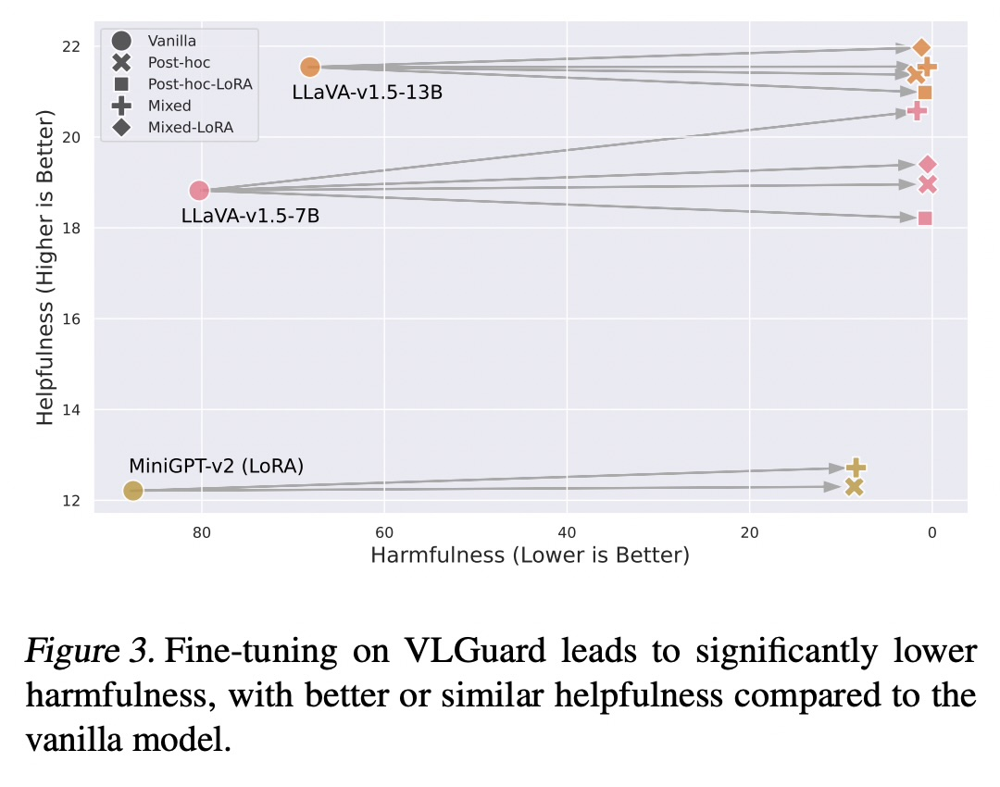 Vanilla
Post-hoc
Post-hoc-LoRA
Mixed
Mixed-LoRA
LLaVA-v1.5-13B
LLaVA-v1.5-7B
MiniGPT-v2 (LoRA)
Helpfulness (Higher is Better)
22
20
18
16
14
12
80 60 40 20 0
Harmfulness (Lower is Better)
Figure 3. Fine-tuning on VLGuard leads to significantly lower
harmfulness, with better or similar helpfulness compared to the
vanilla model.